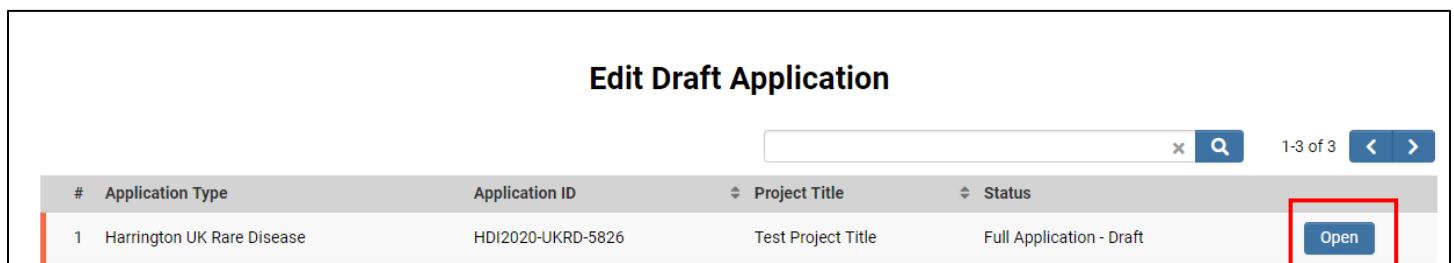 Edit Draft Application
1-3 of 3
# Application Type Application ID Project Title Status
1 Harrington UK Rare Disease HDI2020-UKRD-5826 Test Project Title Full Application - Draft Open